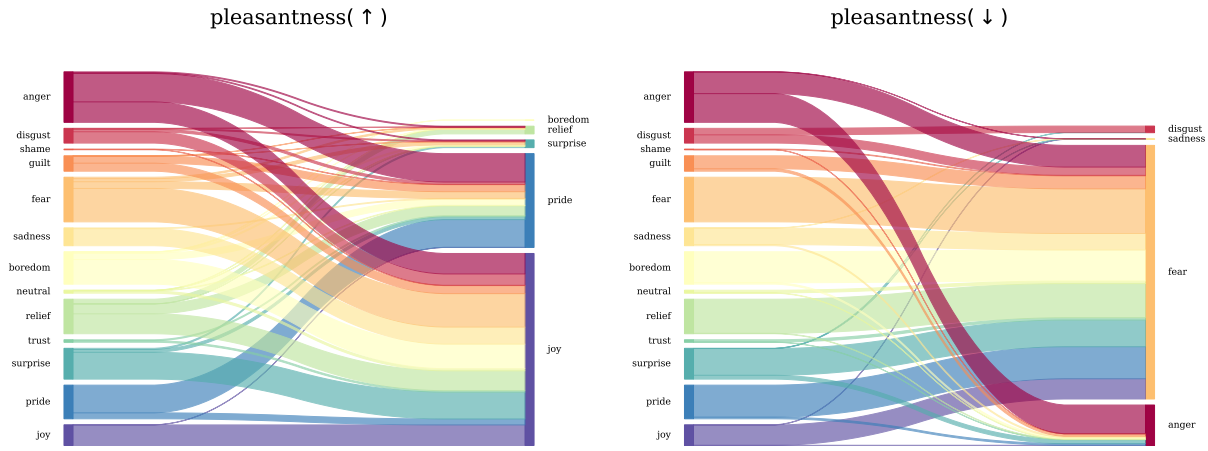 pleasantness( ↑ )
anger
disgust
shame
guilt
fear
sadness
boredom
neutral
relief
trust
surprise
pride
joy
boredom
relief
surprise
pride
joy
pleasantness( ↓ )
anger
disgust
shame
guilt
fear
sadness
boredom
neutral
relief
trust
surprise
pride
joy
disgust
sadness
fear
anger